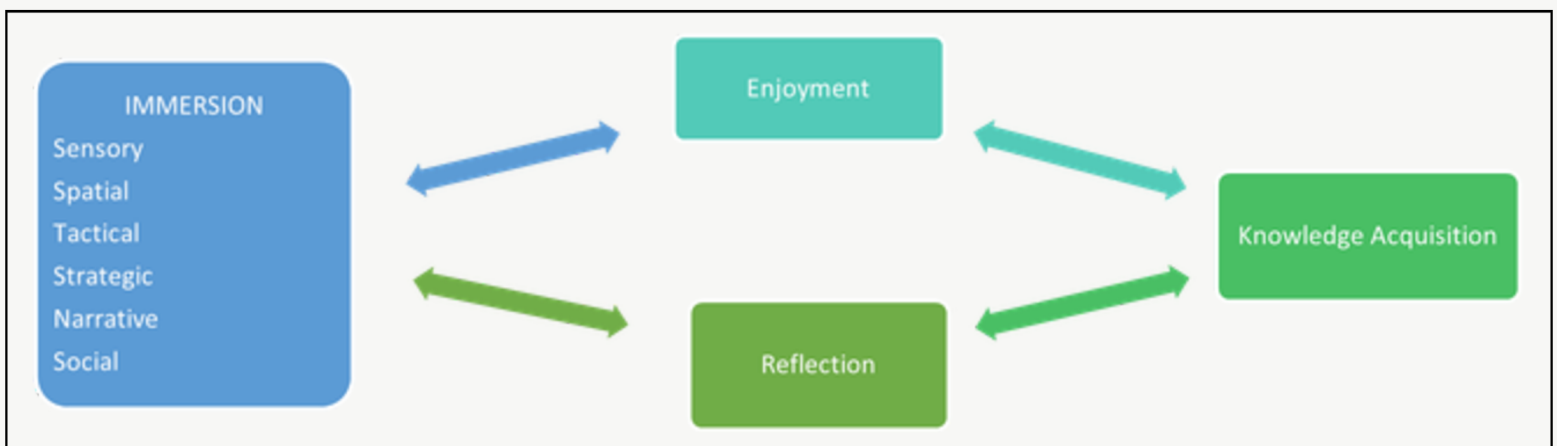 IMMERSION
Sensory
Spatial
Tactical
Strategic
Narrative
Social
Enjoyment
Reflection
Knowledge Acquisition